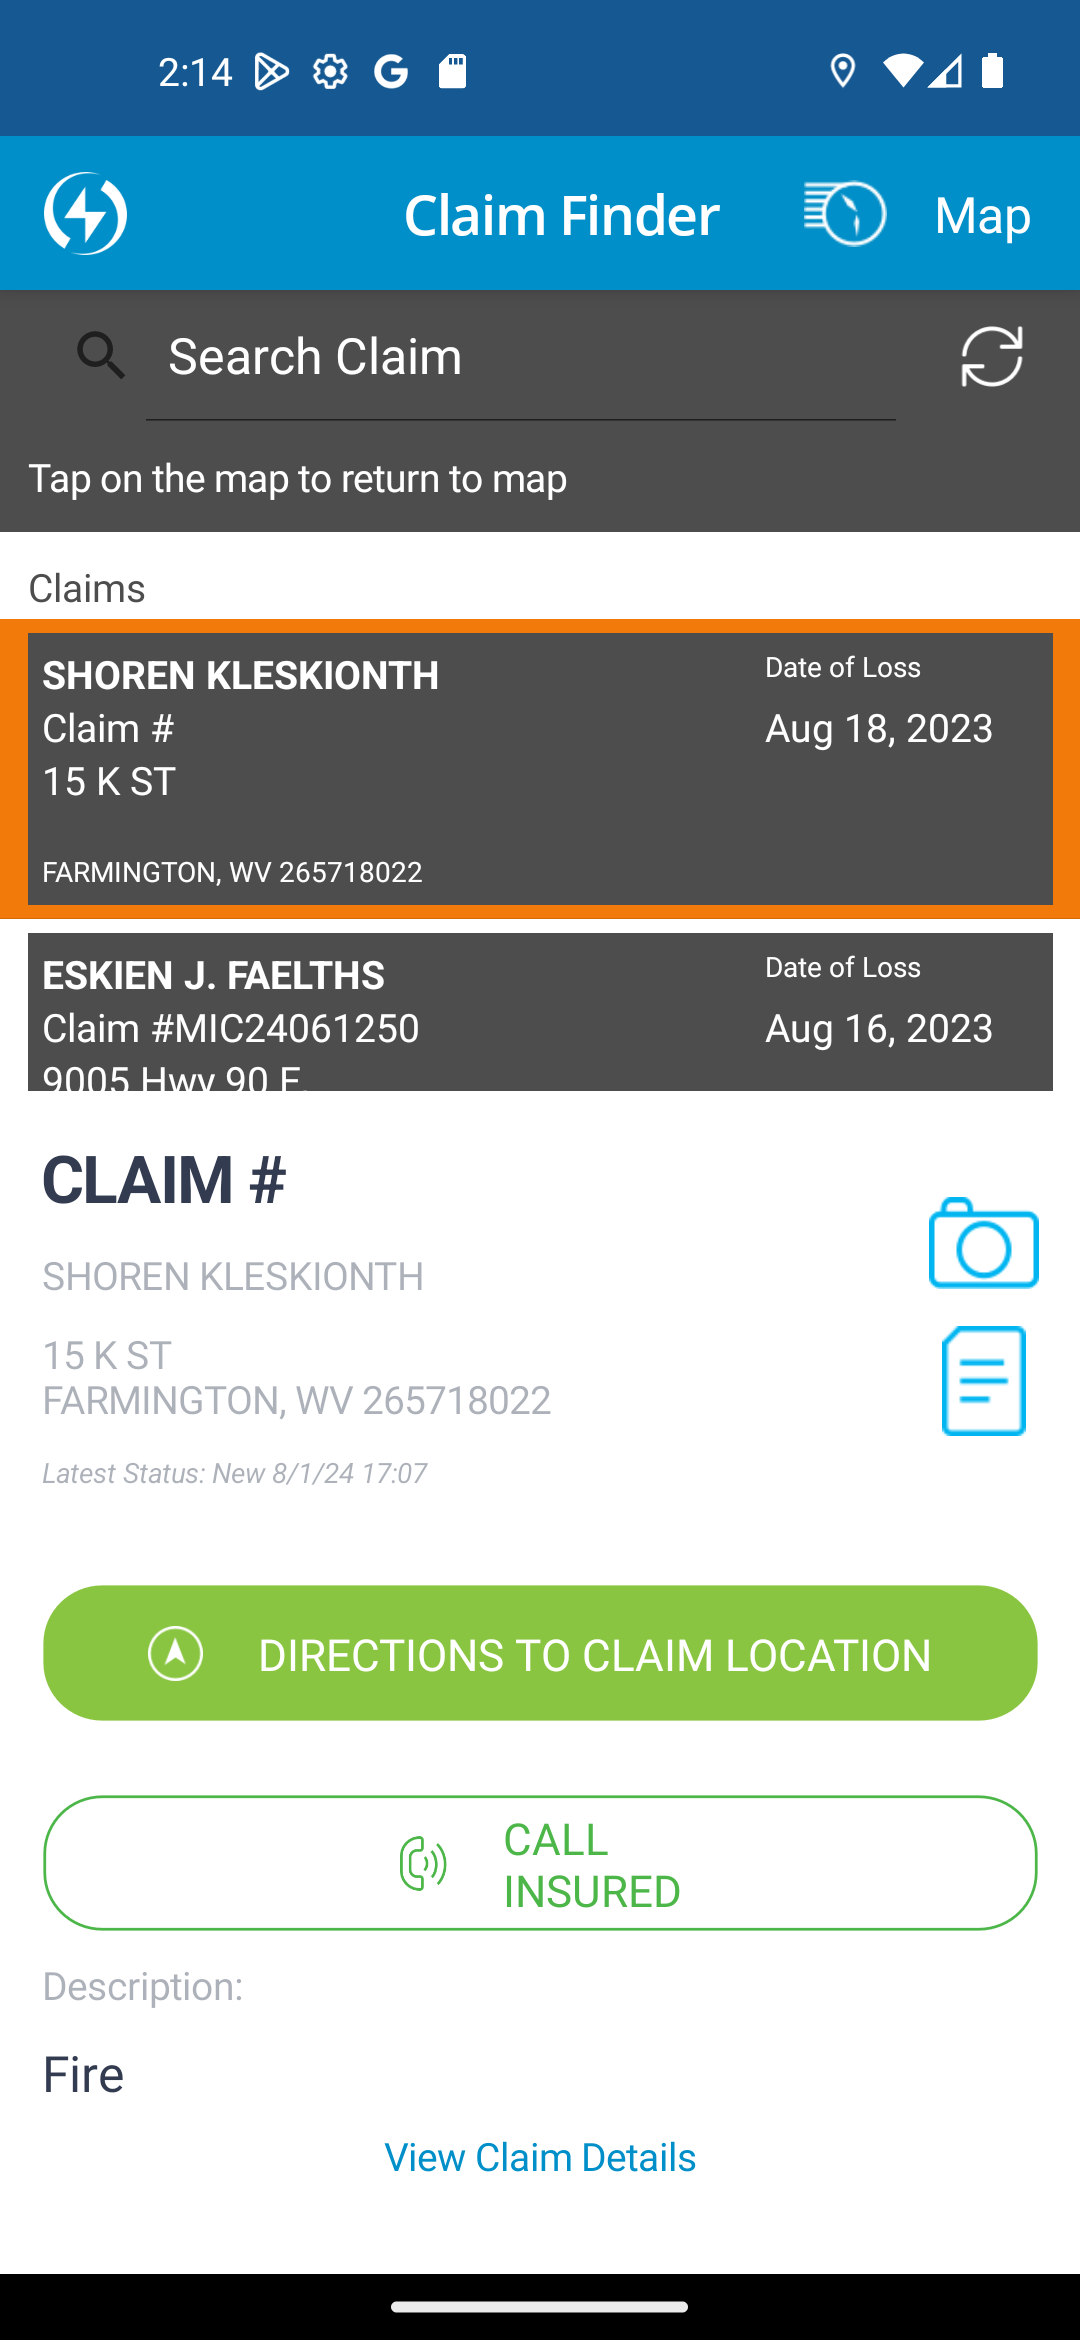 2:14
Claim Finder
Map
Search Claim
Tap on the map to return to map
Claims
SHOREN KLESKIONTH
Date of Loss
Claim #
Aug 18, 2023
15 K ST
FARMINGTON, WV 265718022
ESKIEN J. FAELTHS
Date of Loss
Claim #MIC24061250
Aug 16, 2023
9005 Hwy 90 E.
CLAIM #
SHOREN KLESKIONTH
15 K ST
FARMINGTON, WV 265718022
Latest Status: New 8/1/24 17:07
DIRECTIONS TO CLAIM LOCATION
CALL
INSURED
Description:
Fire
View Claim Details